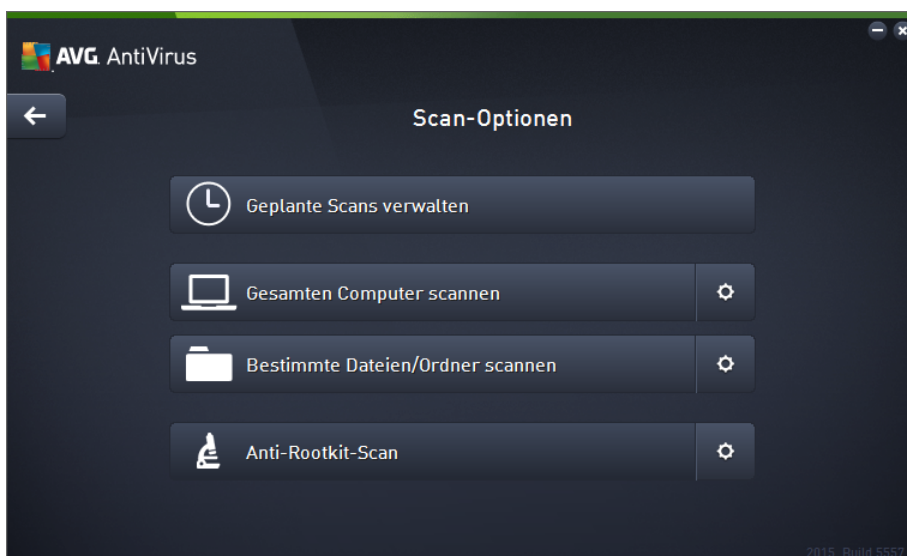 AVG. AntiVirus
Scan-Optionen
Geplante Scans verwalten
Gesamten Computer scannen
Bestimmte Dateien/Ordner scannen
Anti-Rootkit-Scan
2015 Build 5557